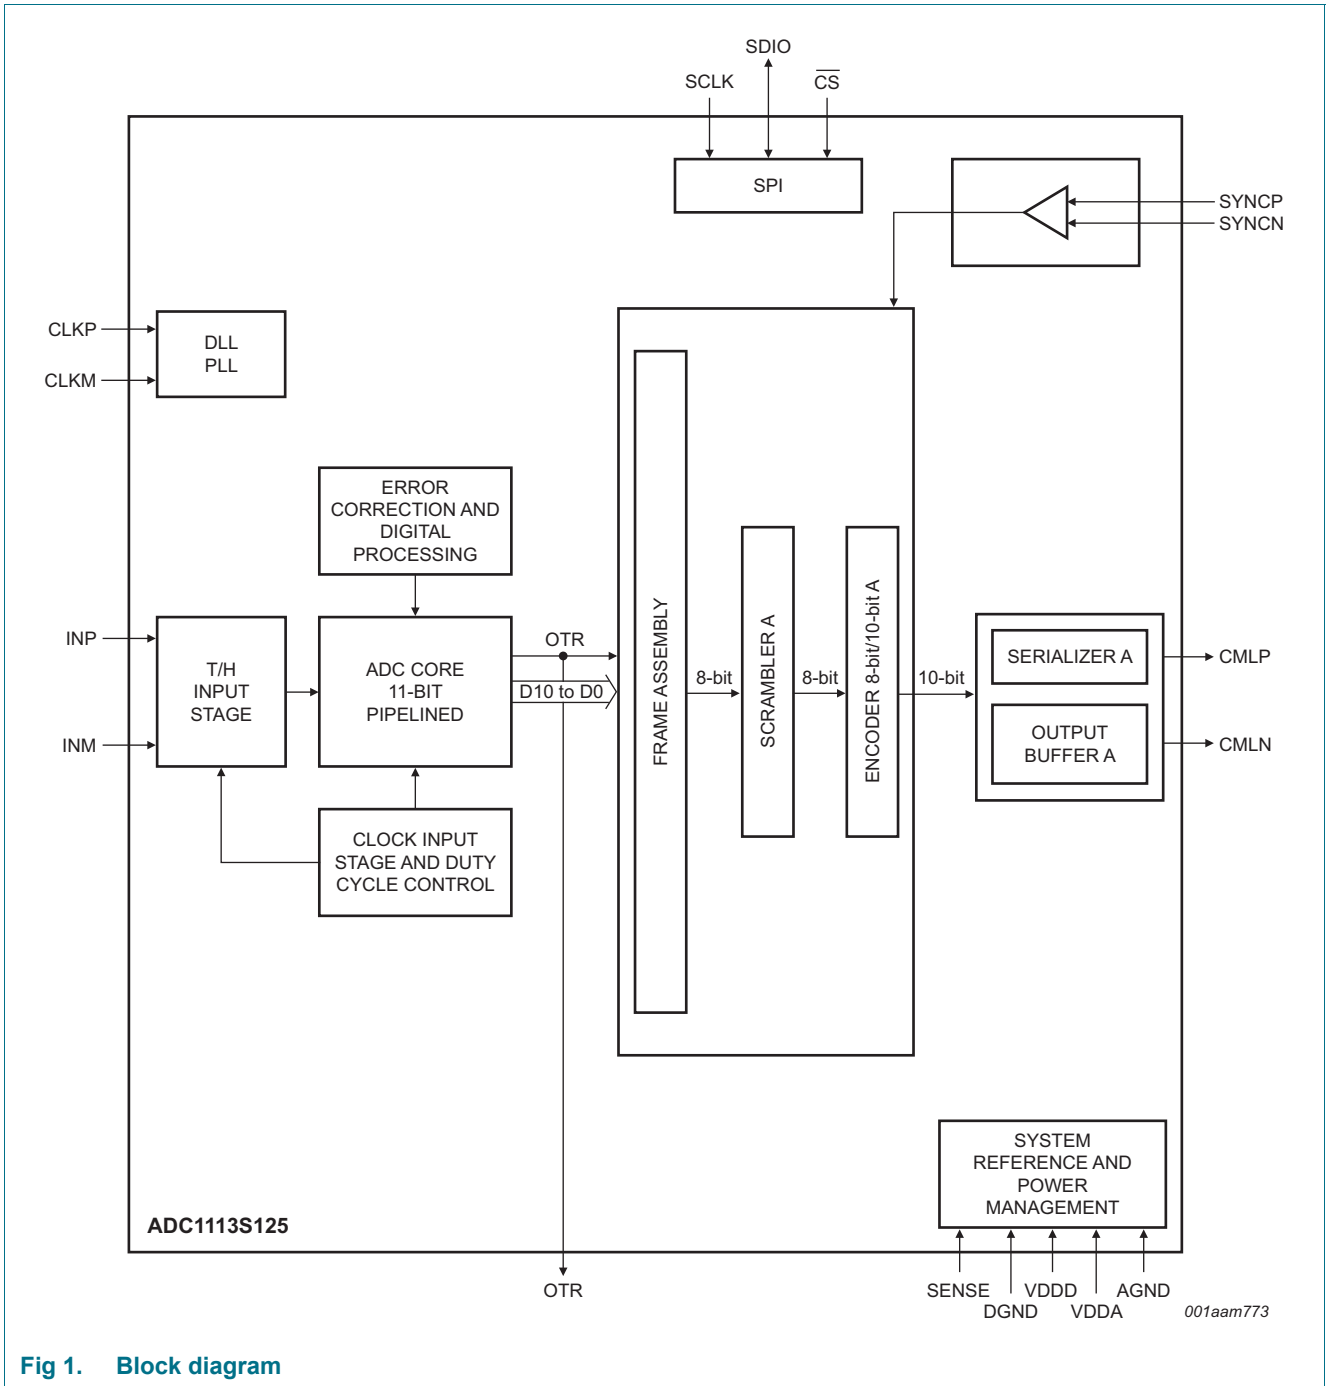 SDIO
SCLK
CS
SPI
SYNCP
SYNCN
CLKP
CLKM
DLL
PLL
ERROR
CORRECTION AND
DIGITAL
PROCESSING
INP
INM
T/H
INPUT
STAGE
ADC CORE
11-BIT
PIPELINED
OTR
D10 to D0
CLOCK INPUT
STAGE AND DUTY
CYCLE CONTROL
FRAME ASSEMBLY
8-bit
SCRAMBLER A
8-bit
ENCODER 8-bit/10-bit A
10-bit
SERIALIZER A
OUTPUT
BUFFER A
CMLP
CMLN
SYSTEM
REFERENCE AND
POWER
MANAGEMENT
ADC1113S125
OTR
SENSE
DGND
VDDD
VDDA
AGND
001aam773
Fig 1. Block diagram